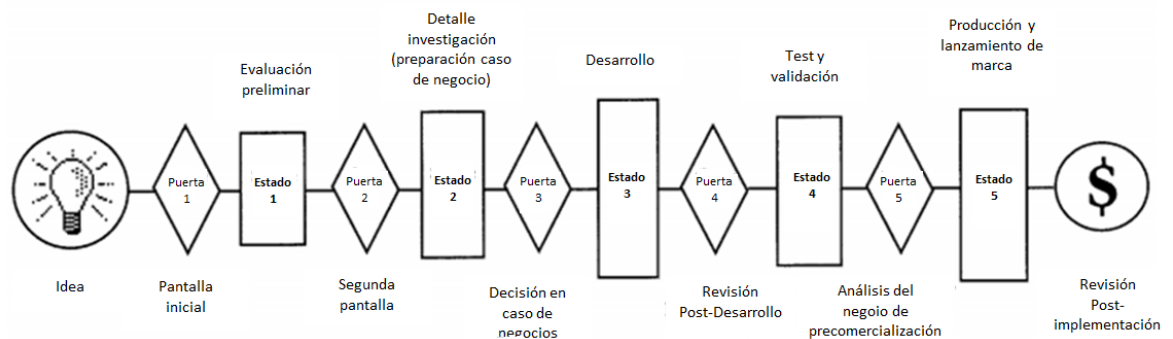 Detalle
investigación
(preparación caso
de negocio)
Producción y
lanzamiento de
marca
Evaluación
preliminar
Desarrollo
Test y
validación
Puerta
1
Estado
1
Puerta
2
Estado
2
Puerta
3
Estado
3
Puerta
4
Estado
4
Puerta
5
Estado
5
$
Idea
Pantalla
inicial
Segunda
pantalla
Decisión en
caso de
negocios
Revisión
Post-Desarrollo
Análisis del
negoio de
precomercialización
Revisión
Post-
implementación